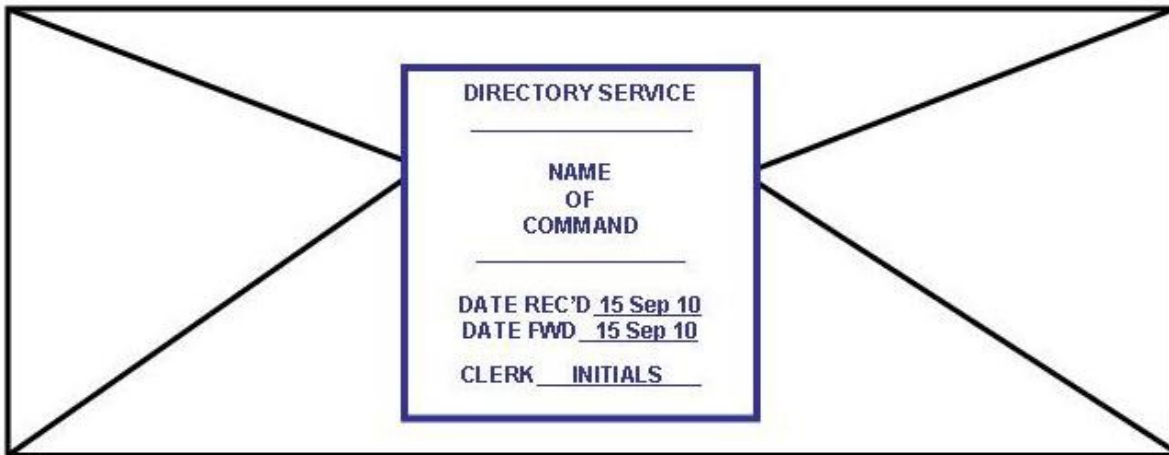 DIRECTORY SERVICE
NAME
OF
COMMAND
DATE REC'D 15 Sep 10
DATE FWD 15 Sep 10
CLERK INITIALS